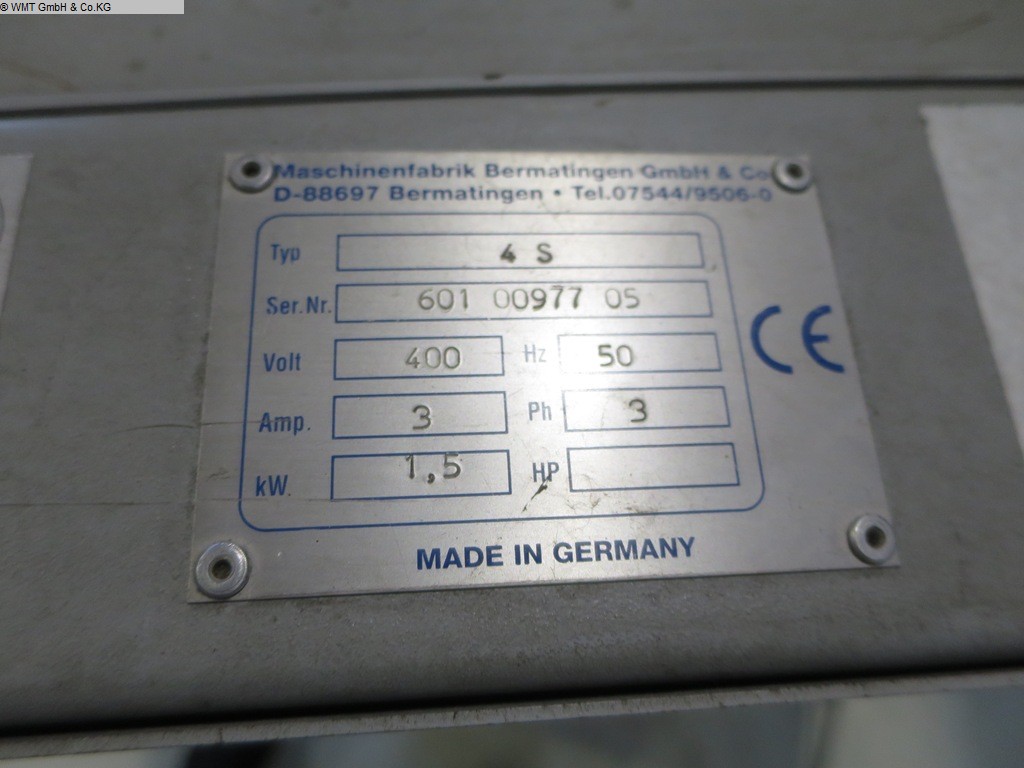 © WMT GmbH & Co.KG
Maschinenfabrik Bermatingen GmbH & Co
D-88697 Bermatingen • Tel.07544/9506-0
Typ 4 S
Ser.Nr. 601 00977 05
Volt 400 Hz 50
Amp. 3 Ph 3
kW. 1,5 HP
CE
MADE IN GERMANY